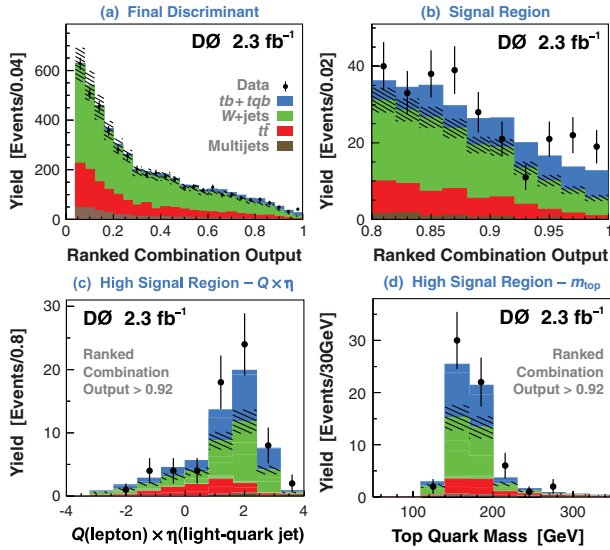 (a) Final Discriminant
DØ 2.3 fb⁻¹
Data
tb+tqb
W+jets
tt̄
Multijets
Yield [Events/0.04]
600
400
200
0
0 0.2 0.4 0.6 0.8 1
Ranked Combination Output
(b) Signal Region
DØ 2.3 fb⁻¹
Yield [Events/0.02]
40
20
0
0.8 0.85 0.9 0.95 1
Ranked Combination Output
(c) High Signal Region – Q×η
DØ 2.3 fb⁻¹
Ranked
Combination
Output > 0.92
Yield [Events/0.8]
30
20
10
0
-4 -2 0 2 4
Q(lepton) × η(light-quark jet)
(d) High Signal Region – mtop
DØ 2.3 fb⁻¹
Ranked
Combination
Output > 0.92
Yield [Events/30GeV]
30
20
10
0
100 200 300
Top Quark Mass [GeV]